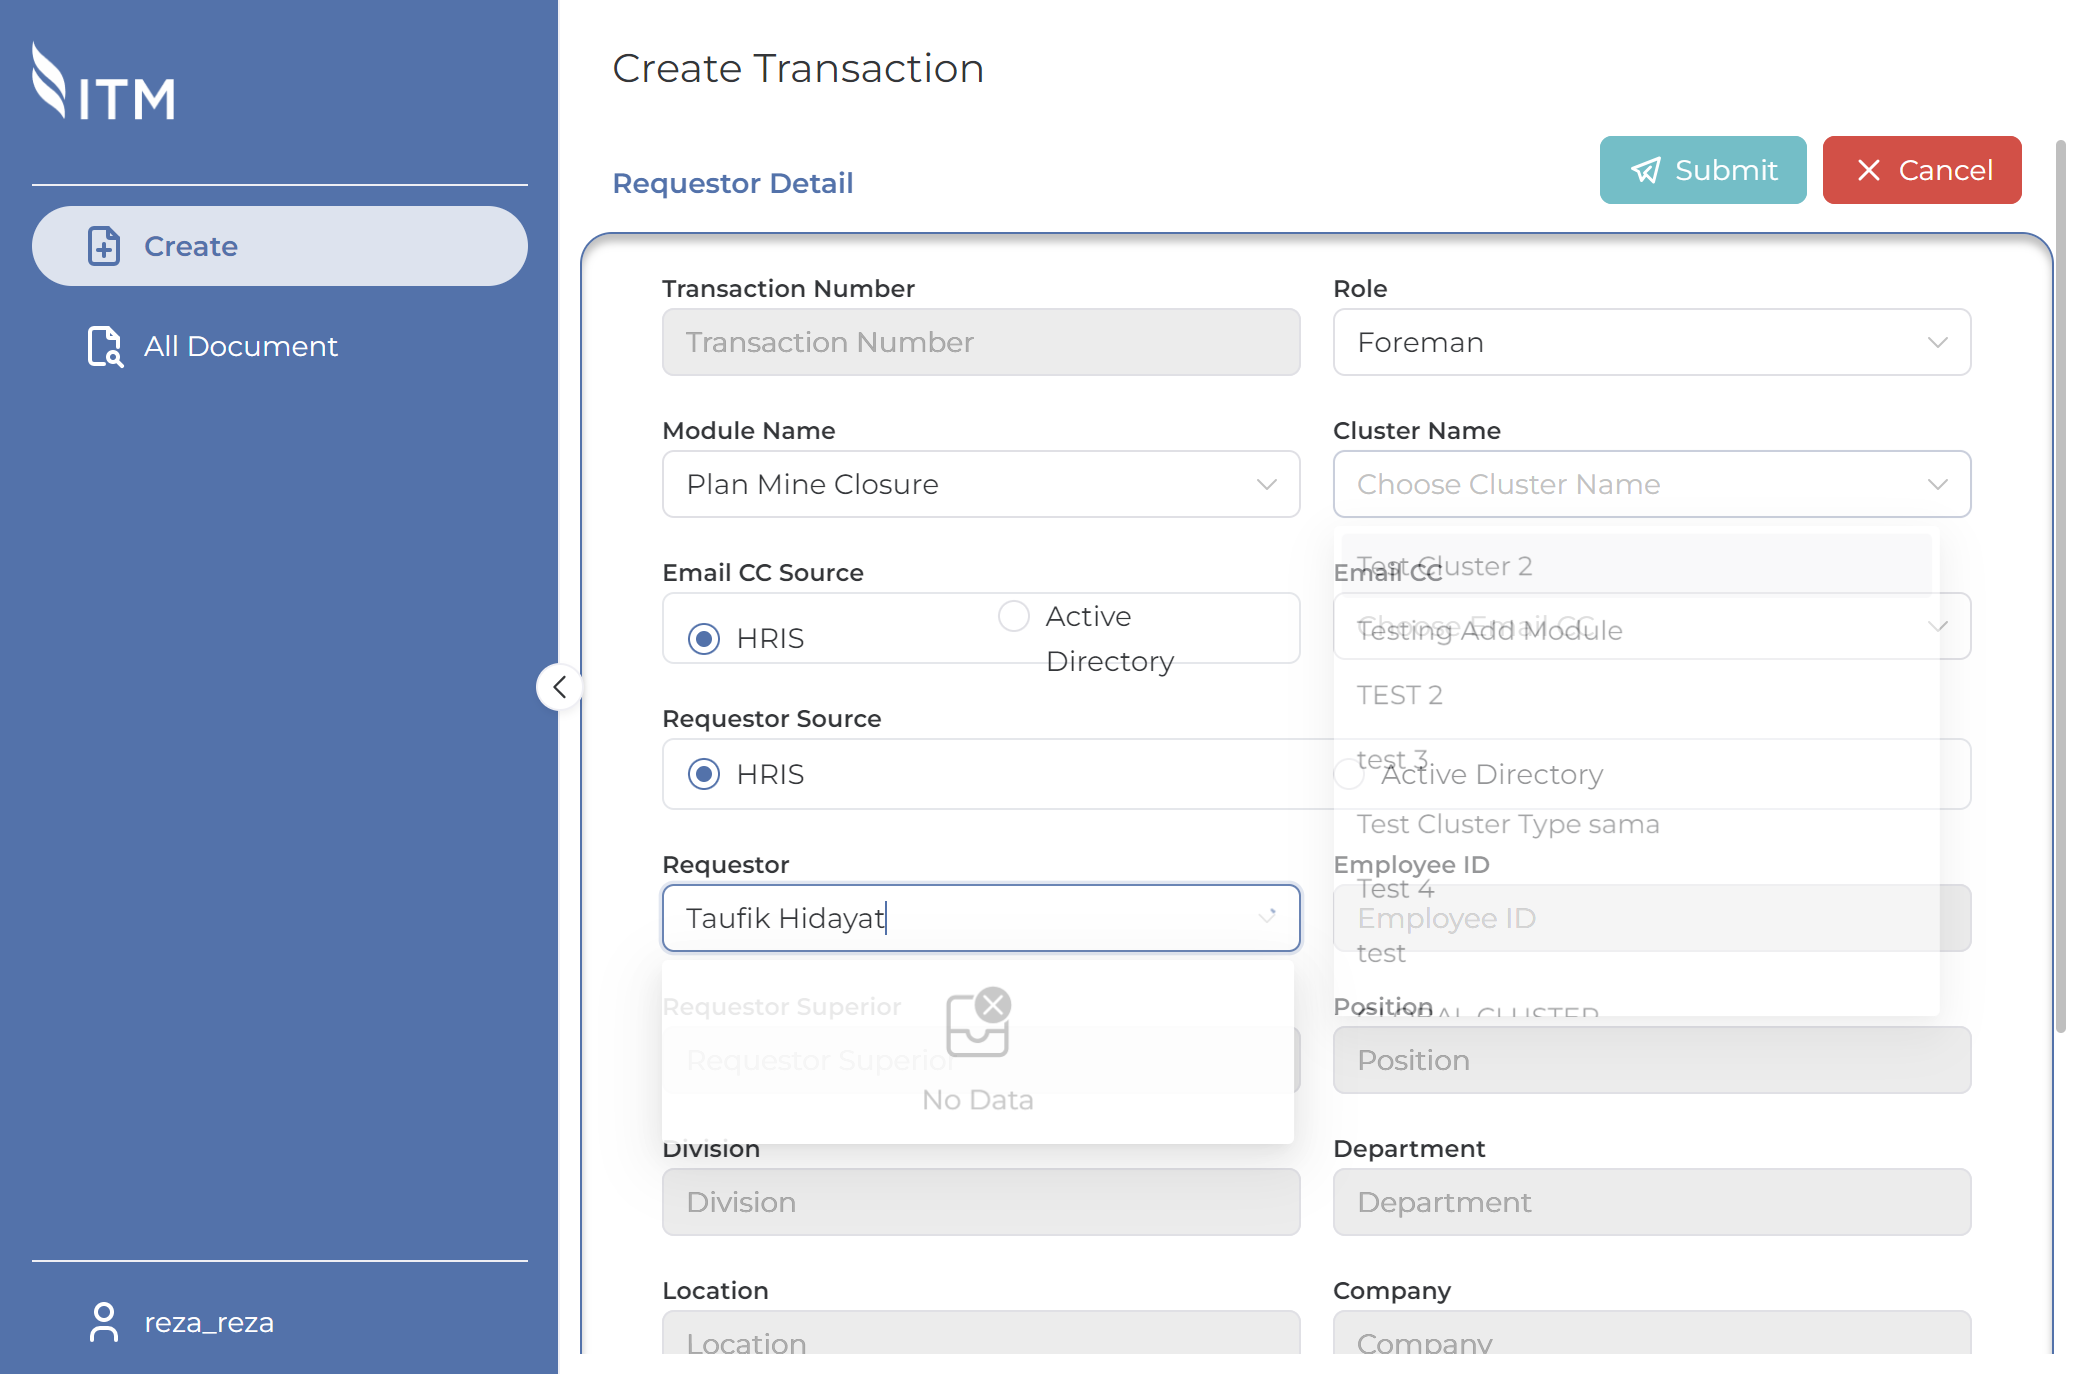 ITM
Create Transaction
Requestor Detail
Submit
Cancel
Create
All Document
Transaction Number
Role
Transaction Number
Foreman
Module Name
Cluster Name
Plan Mine Closure
Choose Cluster Name
Email CC Source
Email CC
Test Cluster 2
HRIS
Active
Directory
Choose Email CC
Testing Add Module
TEST 2
Requestor Source
test 3
HRIS
Active Directory
Test Cluster Type sama
Requestor
Employee ID
Test 4
Taufik Hidayat
Employee ID
test
Requestor Superior
Position
GLOBAL CLUSTER
Requestor Superior
Position
No Data
Division
Department
Division
Department
Location
Company
Location
Company
reza_reza